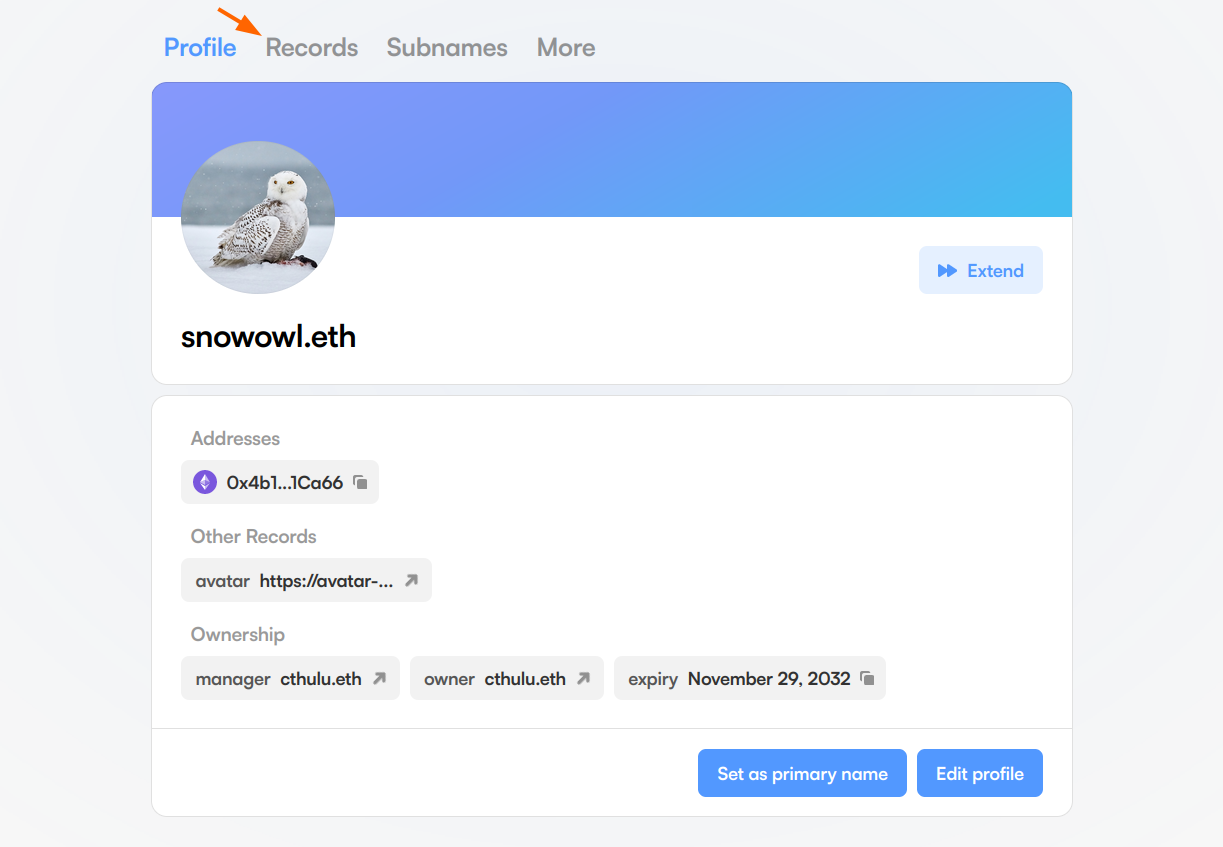 Profile Records Subnames More
Extend
snowowl.eth
Addresses
0x4b1...1Ca66
Other Records
avatar https://avatar-...
Ownership
manager cthulu.eth owner cthulu.eth expiry November 29, 2032
Set as primary name Edit profile